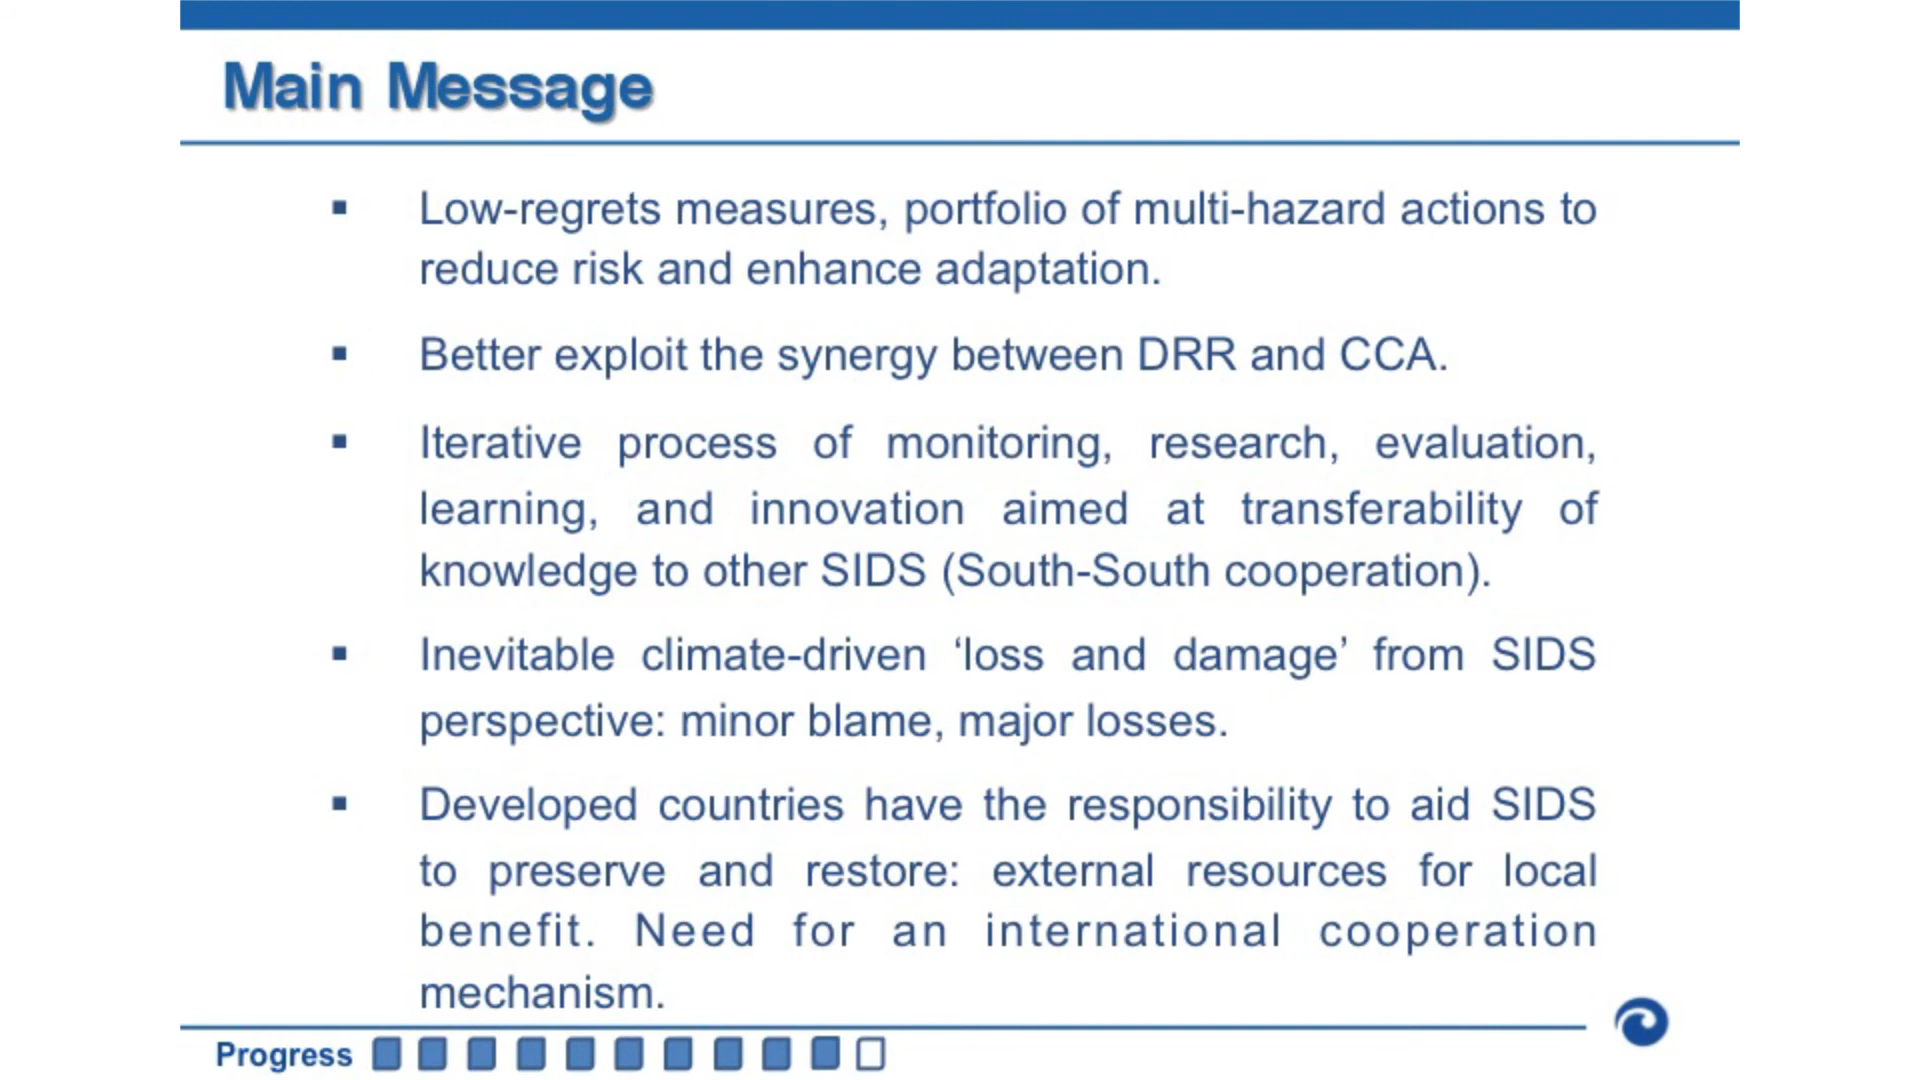 Main Message
Low-regrets measures, portfolio of multi-hazard actions to
reduce risk and enhance adaptation.
Better exploit the synergy between DRR and CCA.
Iterative process of monitoring, research, evaluation,
learning, and innovation aimed at transferability of
knowledge to other SIDS (South-South cooperation).
Inevitable climate-driven ‘loss and damage’ from SIDS
perspective: minor blame, major losses.
Developed countries have the responsibility to aid SIDS
to preserve and restore: external resources for local
benefit. Need for an international cooperation
mechanism.
Progress